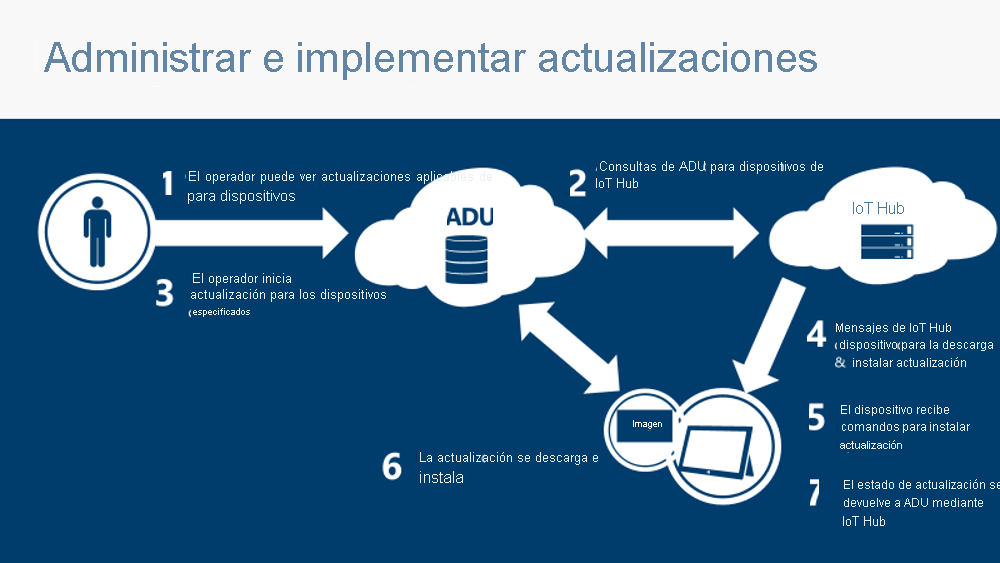 Administrar e implementar actualizaciones
1 El operador puede ver actualizaciones aplicables de
para dispositivos
ADU
2 Consultas de ADU para dispositivos de
IoT Hub
IoT Hub
3 El operador inicia
actualización para los dispositivos
especificados
4 Mensajes de IoT Hub
dispositivo para la descarga
& instalar actualización
Imagen
5 El dispositivo recibe
comandos para instalar
actualización
6 La actualización se descarga e
instala
7 El estado de actualización se
devuelve a ADU mediante
IoT Hub